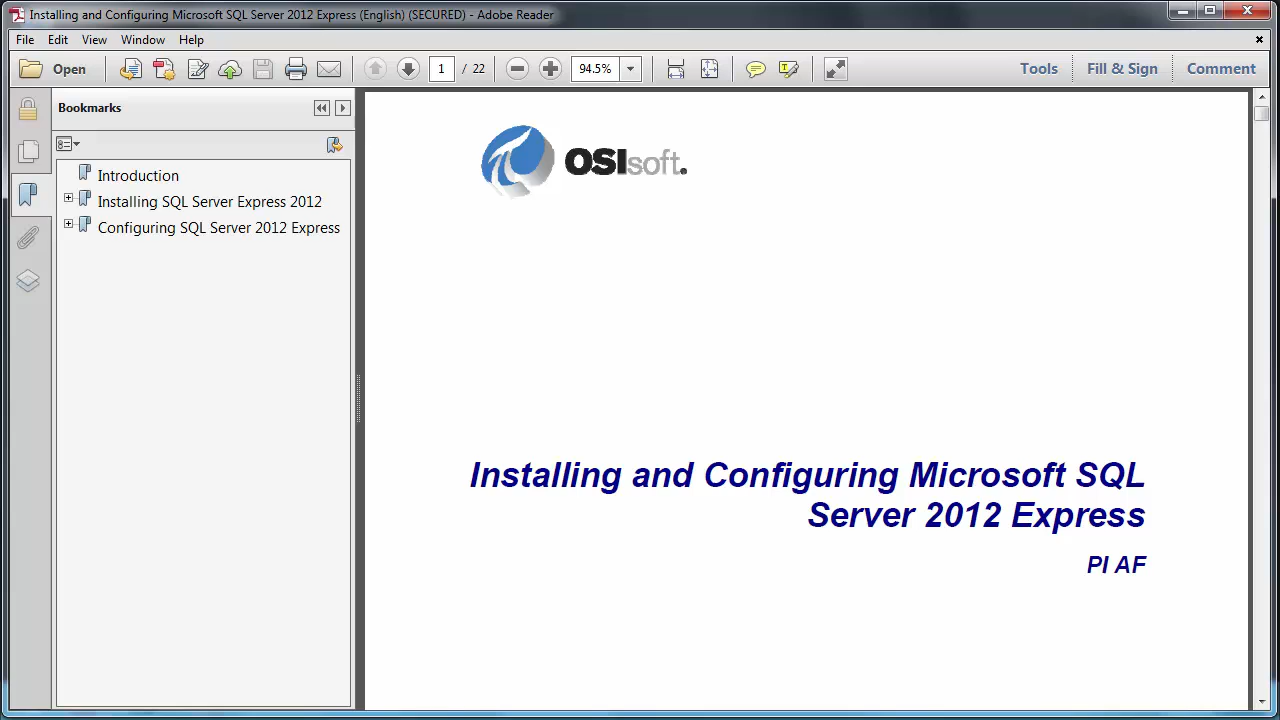 Installing and Configuring Microsoft SQL Server 2012 Express (English) (SECURED) - Adobe Reader
File Edit View Window Help
Open 1 / 22 94.5% Tools Fill & Sign Comment
Bookmarks
Introduction
Installing SQL Server Express 2012
Configuring SQL Server 2012 Express
OSIsoft.
Installing and Configuring Microsoft SQL
Server 2012 Express
PI AF